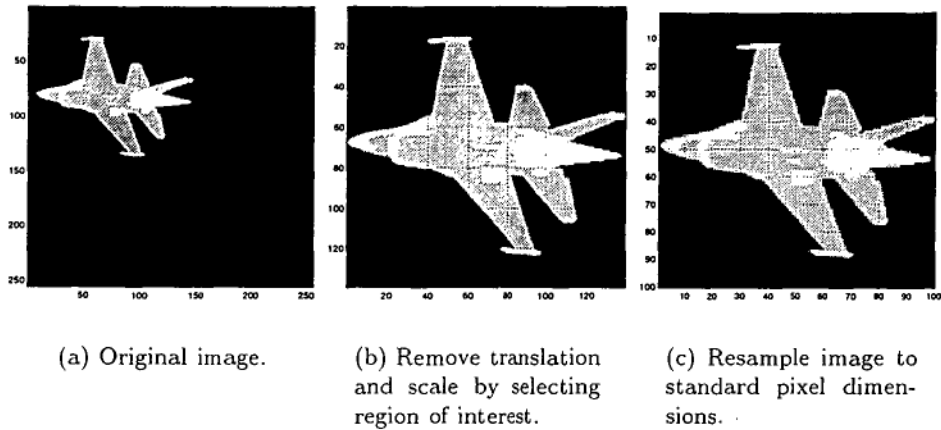 50
100
150
200
250
50 100 150 200 250
20
40
60
80
100
120
20 40 60 80 100 120
10
20
30
40
50
60
70
80
90
100
10 20 30 40 50 60 70 80 90 100
(a) Original image.
(b) Remove translation
and scale by selecting
region of interest.
(c) Resample image to
standard pixel dimen-
sions.